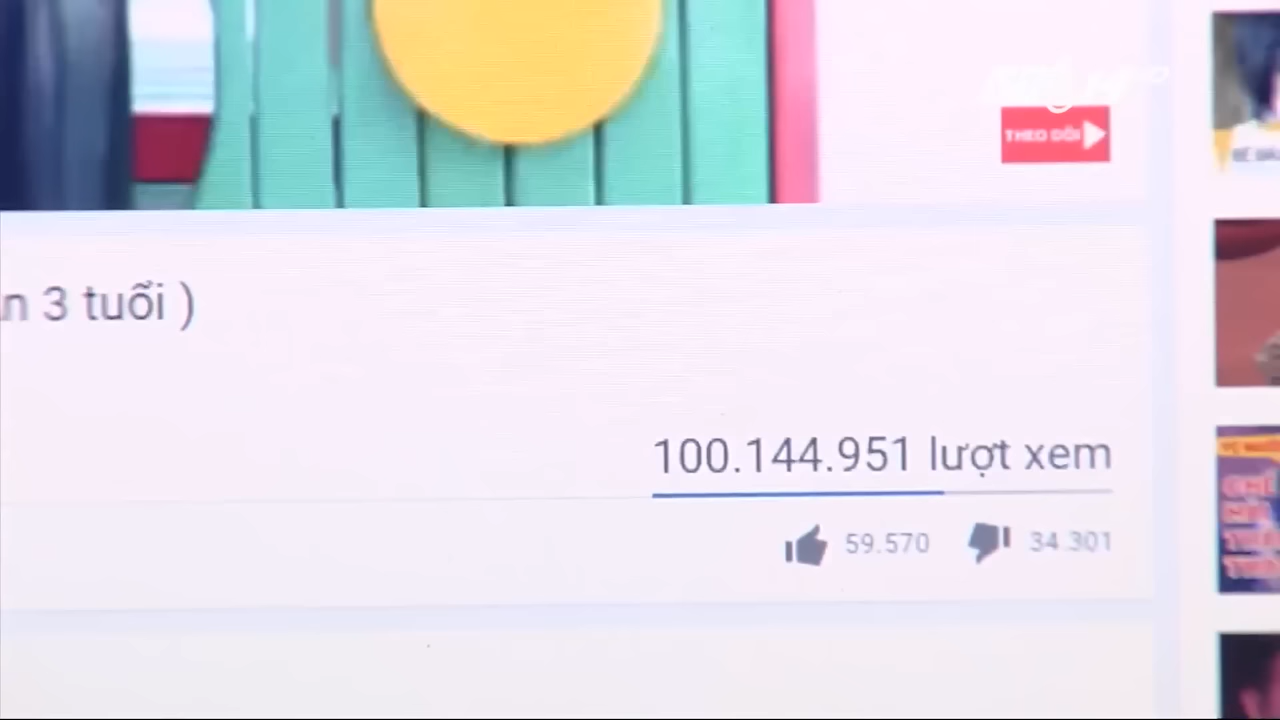 THEO DÕI
n 3 tuổi )
100.144.951 lượt xem
59.570 34.301